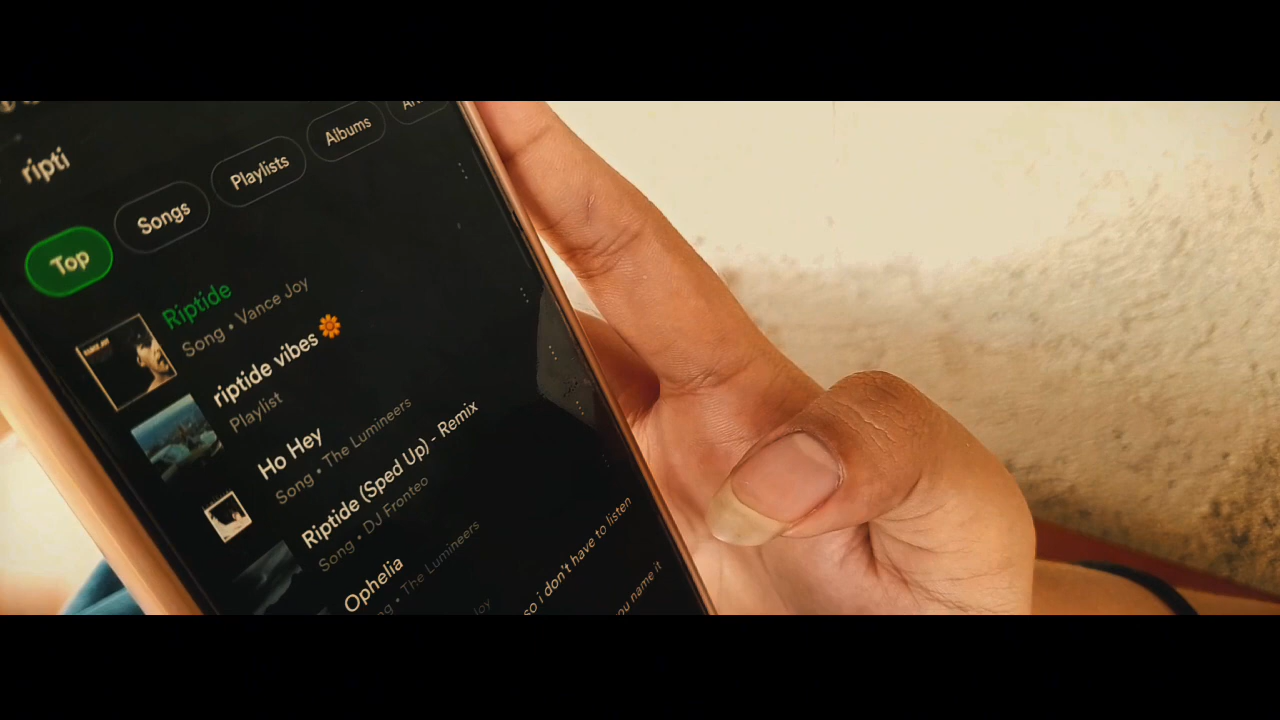 ripti
Top
Songs
Playlists
Albums
Riptide
Song • Vance Joy
riptide vibes
Playlist
Ho Hey
Song • The Lumineers
Riptide (Sped Up) - Remix
Song • DJ Fronteo
Ophelia
• The Lumineers
so i don't have to listen
you name it